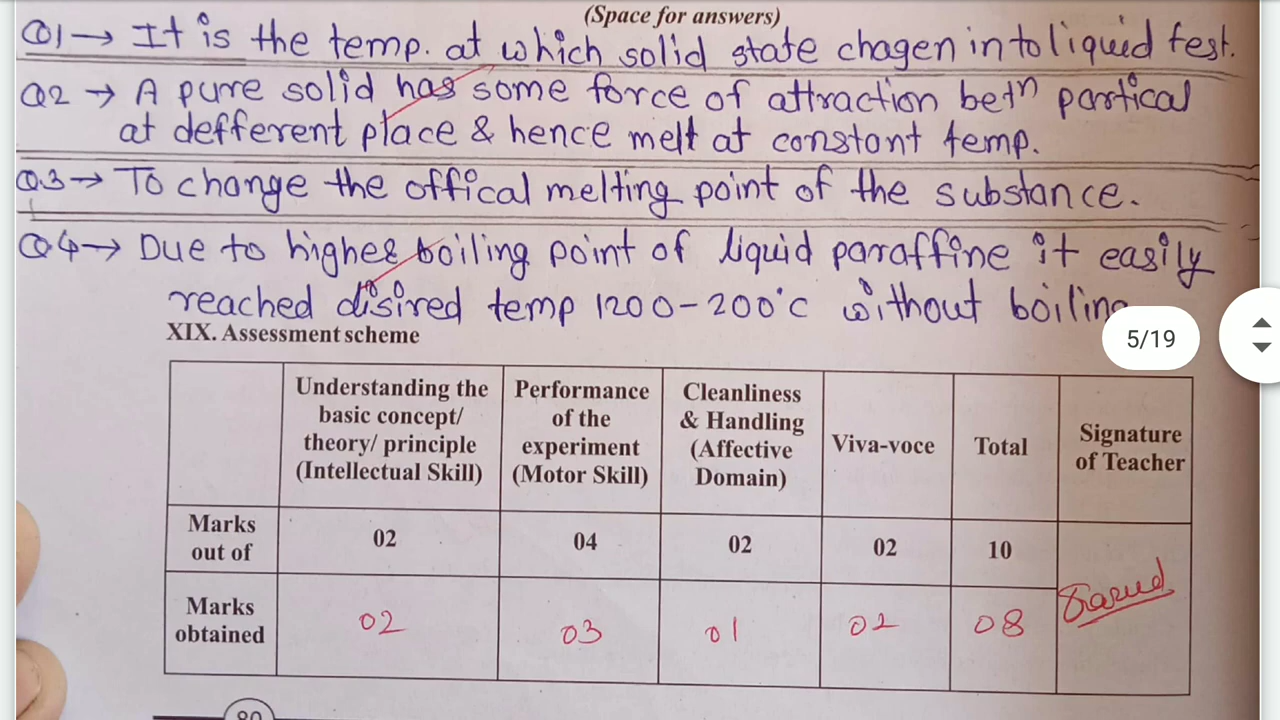 (Space for answers)
Q1 → It is the temp. at which solid state chagen into liquid fest.
Q2 → A pure solid has some force of attraction betn partical
at defferent place & hence melt at constant temp.
Q.3 → To change the offical melting point of the substance.
Q4 → Due to highes boiling point of liquid paraffine it easily
reached disired temp 1200-200°c without boiling
5/19
XIX. Assessment scheme
Understanding the basic concept/ theory/ principle (Intellectual Skill) Performance of the experiment (Motor Skill) Cleanliness & Handling (Affective Domain) Viva-voce Total Signature of Teacher
Marks out of 02 04 02 02 10
Marks obtained 02 03 01 02 08
80